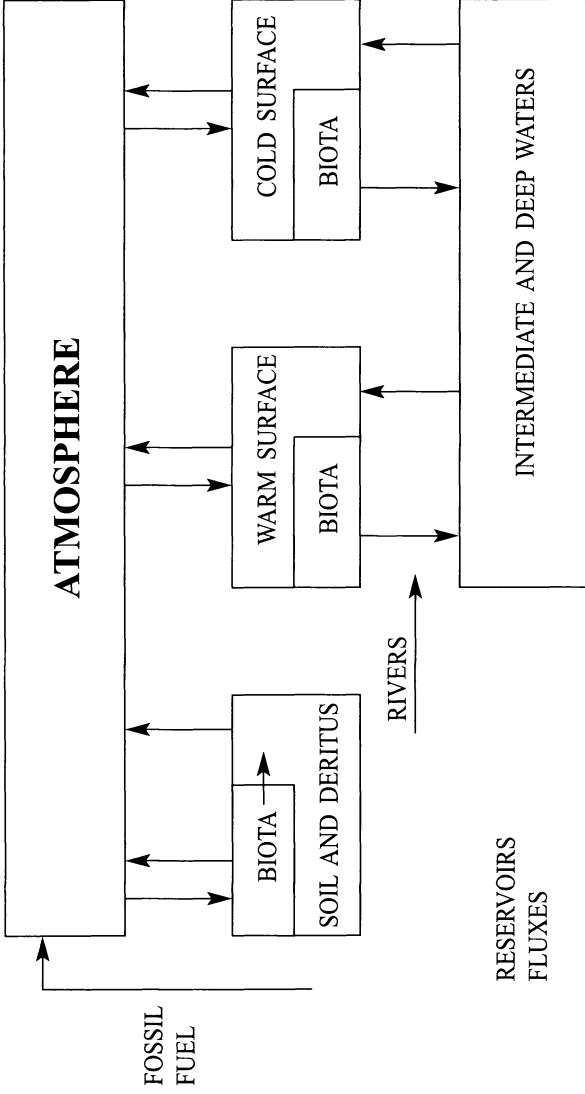 ATMOSPHERE
FOSSIL
FUEL
BIOTA
SOIL AND DERITUS
WARM SURFACE
BIOTA
COLD SURFACE
BIOTA
RIVERS
INTERMEDIATE AND DEEP WATERS
RESERVOIRS
FLUXES